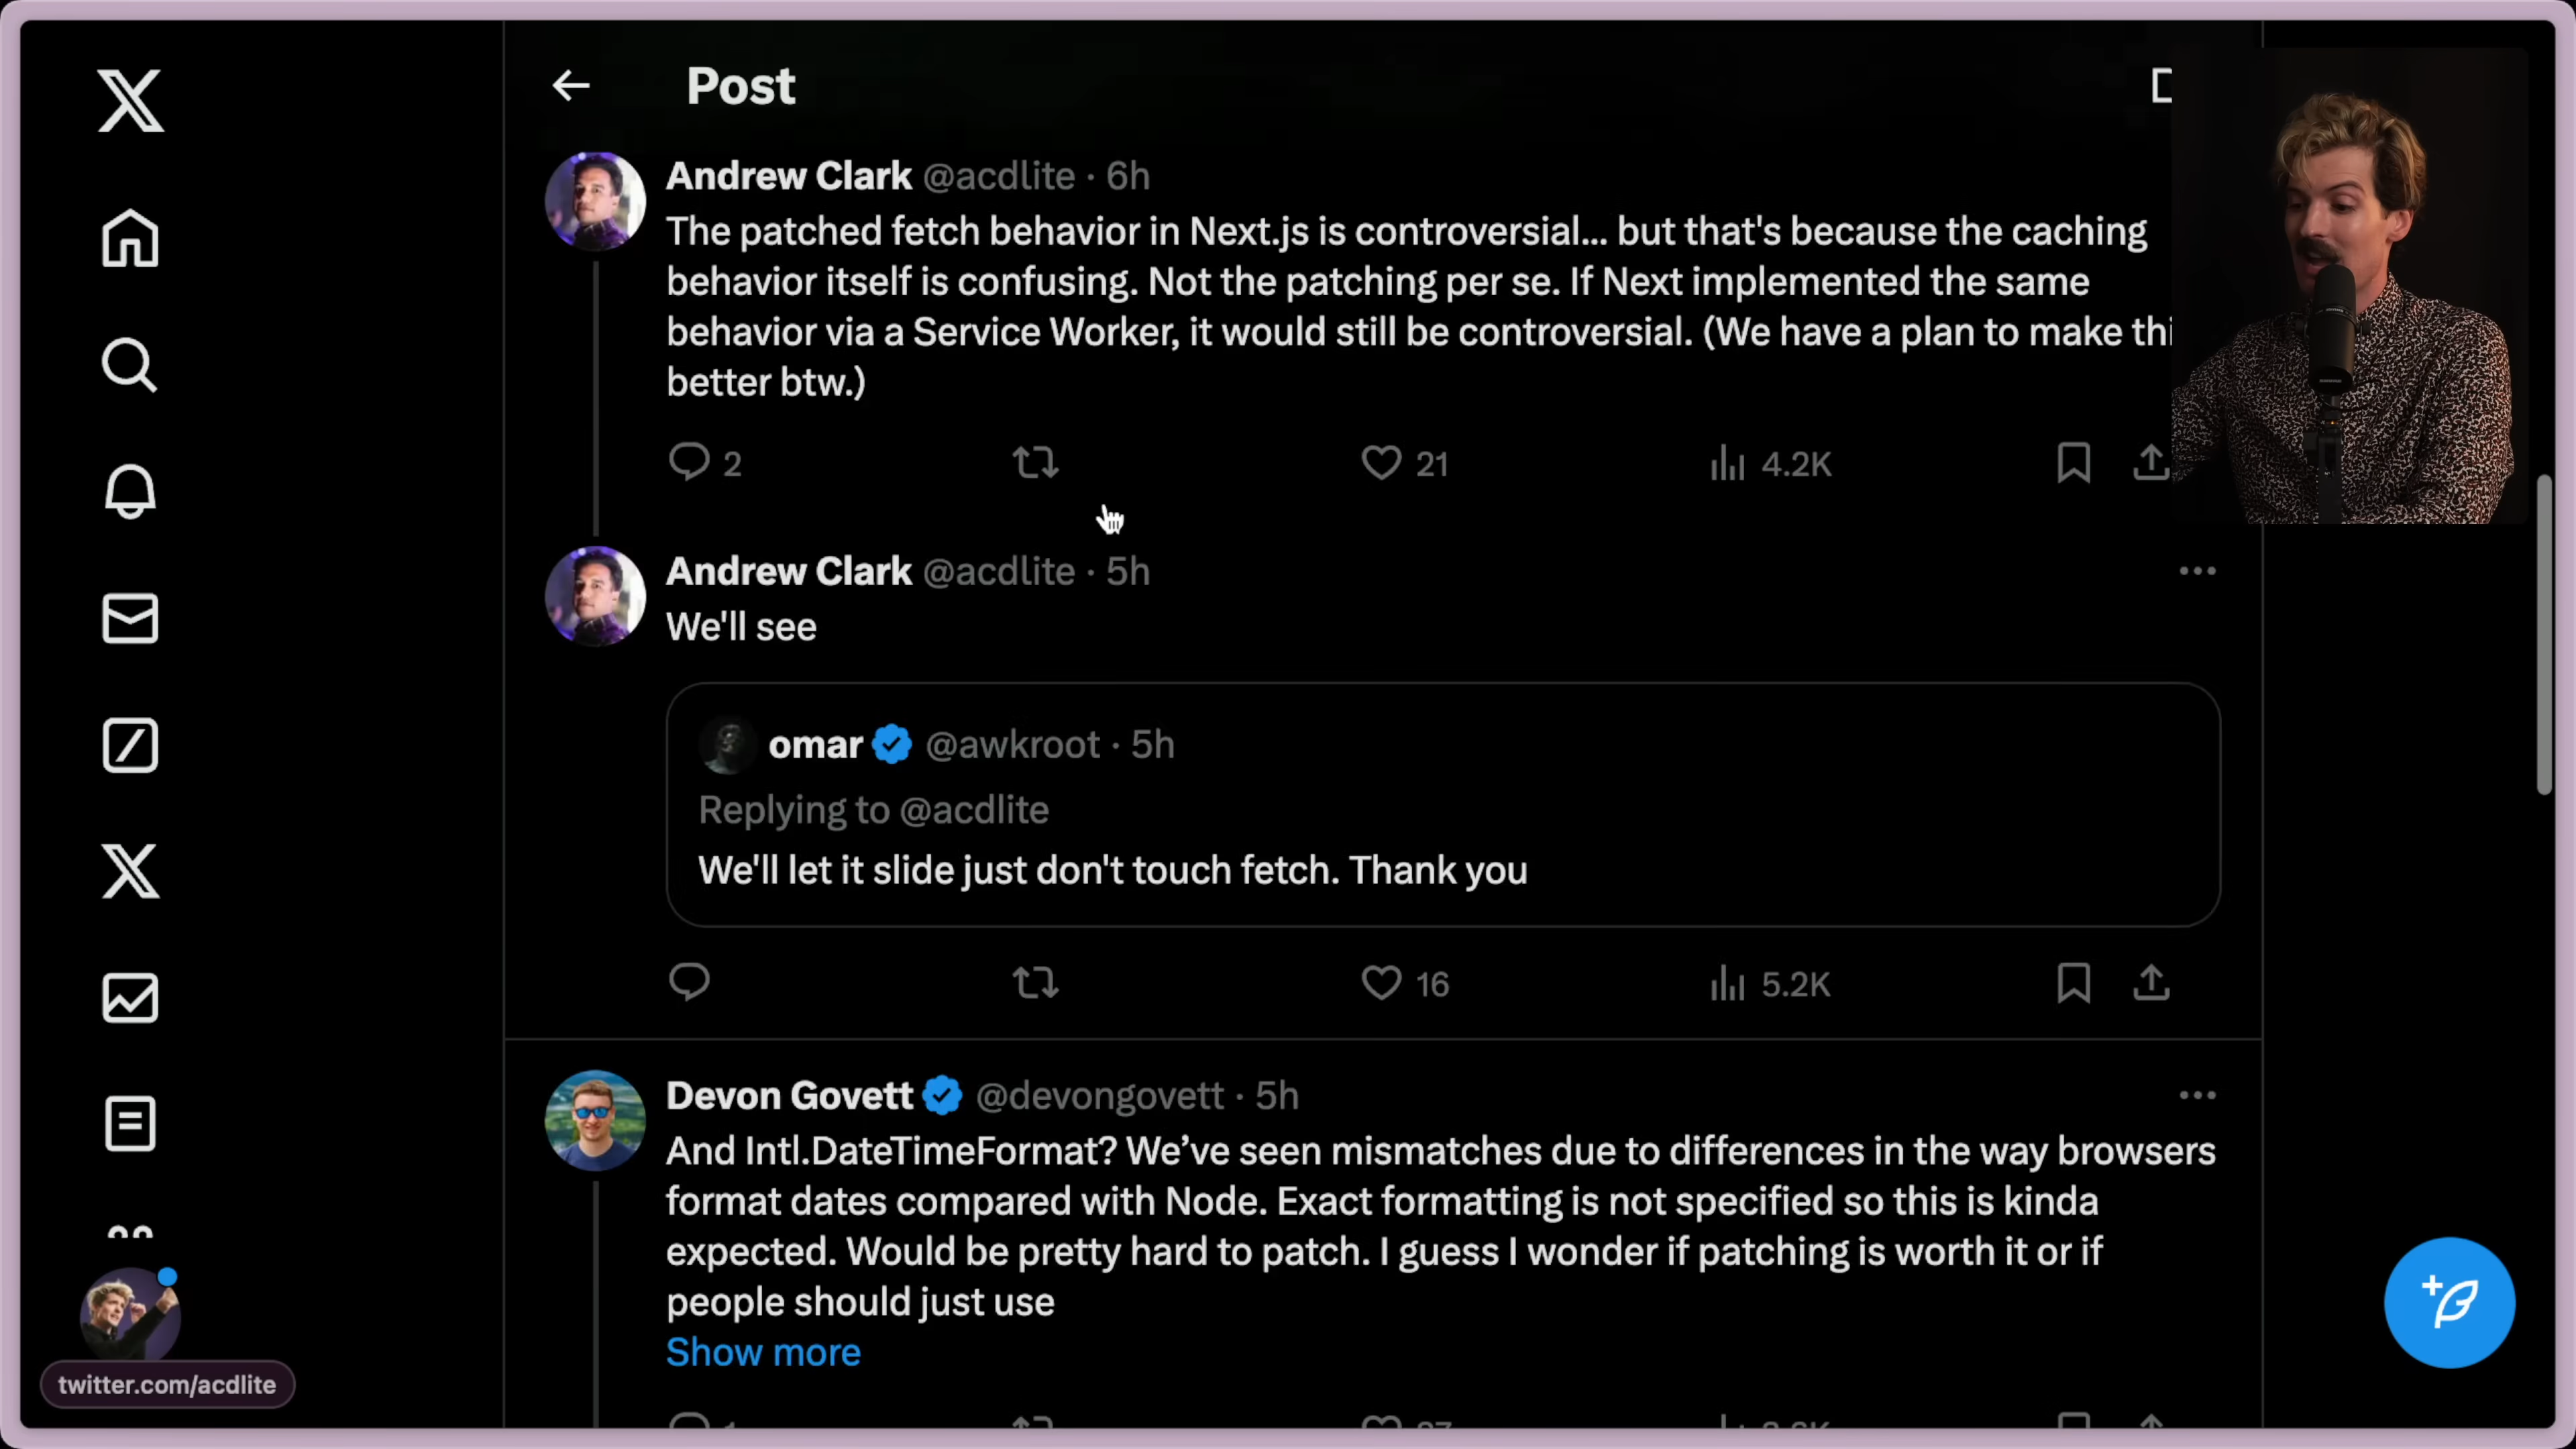 Post
Andrew Clark @acdlite · 6h
The patched fetch behavior in Next.js is controversial... but that's because the caching
behavior itself is confusing. Not the patching per se. If Next implemented the same
behavior via a Service Worker, it would still be controversial. (We have a plan to make thi
better btw.)
2 21 4.2K
Andrew Clark @acdlite · 5h
We'll see
omar @awkroot · 5h
Replying to @acdlite
We'll let it slide just don't touch fetch. Thank you
16 5.2K
Devon Govett @devongovett · 5h
And Intl.DateTimeFormat? We’ve seen mismatches due to differences in the way browsers
format dates compared with Node. Exact formatting is not specified so this is kinda
expected. Would be pretty hard to patch. I guess I wonder if patching is worth it or if
people should just use
Show more
twitter.com/acdlite